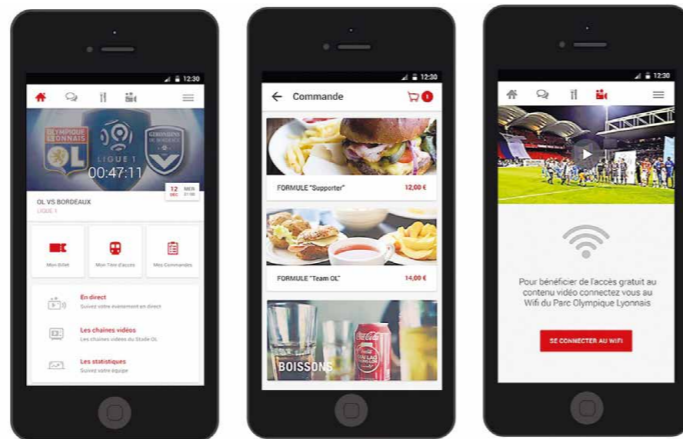 12:30
OLYMPIQUE
LYONNAIS
LIGUE 1
GIRONDINS
00:47:11
12
OL VS BORDEAUX
LIGUE 1
Mon Billet
Mon Titre d'accès
Mes Commandes
En direct
Suivez votre événement en direct
Les chaînes vidéos
Les chaînes vidéos du Stade OL
Les statistiques
Suivez votre équipe
12:30
Commande
FORMULE "Supporter"
12,00 €
FORMULE "Team OL"
14,00 €
BOISSONS
Coca-Cola
12:30
Pour bénéficier de l'accès gratuit au
contenu vidéo connectez vous au
Wifi du Parc Olympique Lyonnais
SE CONNECTER AU WIFI